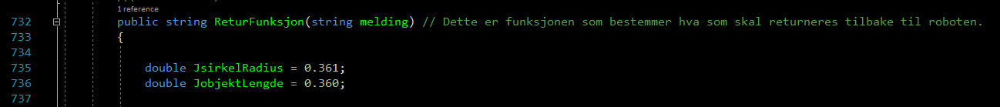 1 reference
732 public string ReturFunksjon(string melding) // Dette er funksjonen som bestemmer hva som skal returneres tilbake til roboten.
733 {
734
735 double JsirkelRadius = 0.361;
736 double JobjektLengde = 0.360;
737